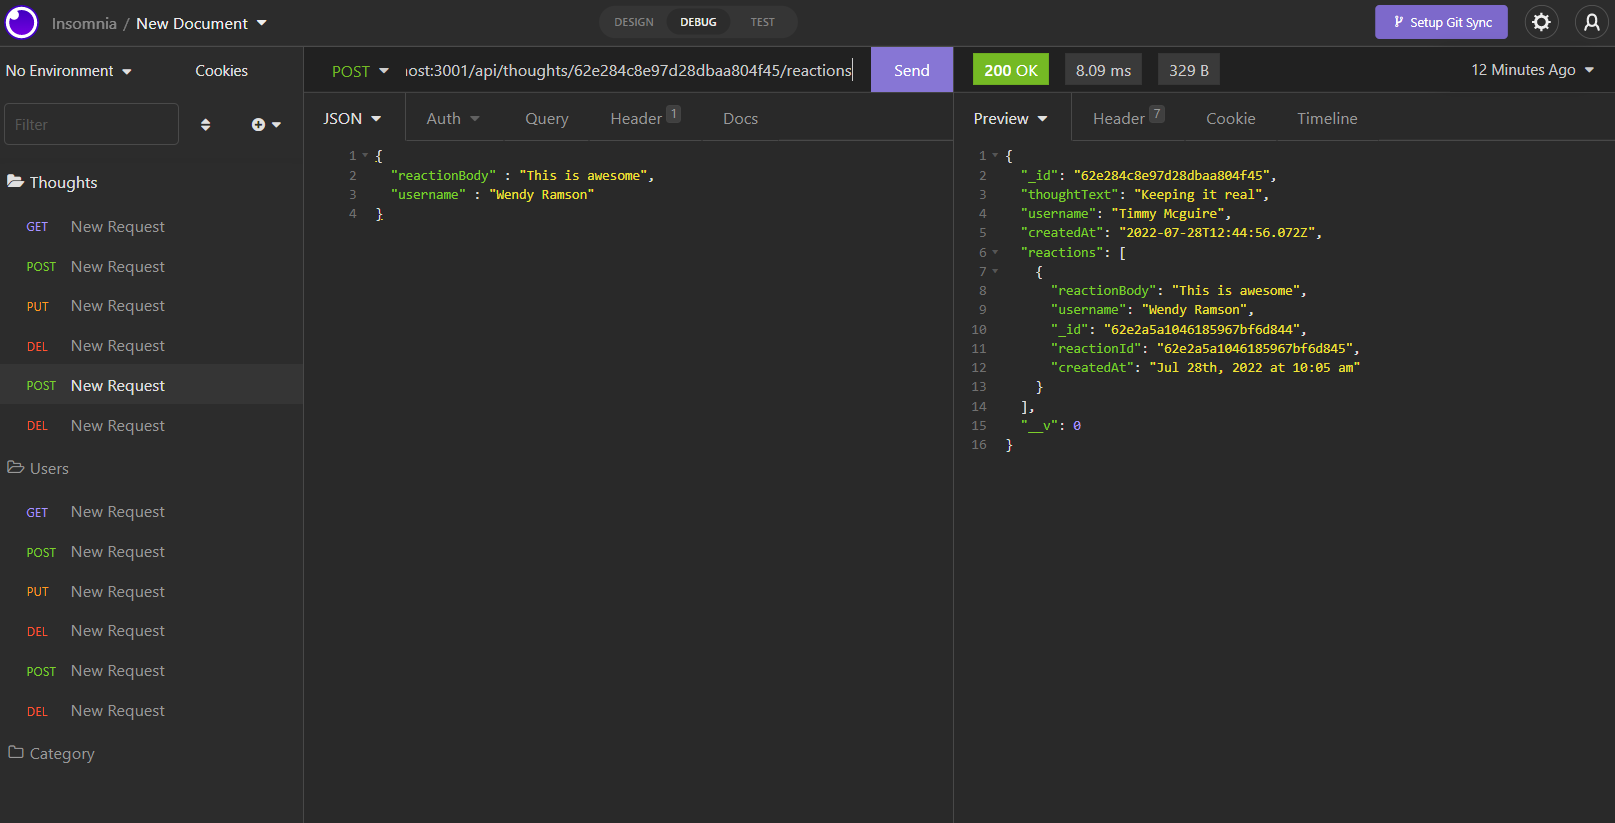 Insomnia / New Document
DESIGN DEBUG TEST
Setup Git Sync
No Environment
Cookies
POST
ost:3001/api/thoughts/62e284c8e97d28dbaa804f45/reactions
Send
200 OK
8.09 ms
329 B
12 Minutes Ago
Filter
JSON
Auth
Query
Header 1
Docs
Preview
Header 7
Cookie
Timeline
Thoughts
GET New Request
POST New Request
PUT New Request
DEL New Request
POST New Request
DEL New Request
Users
GET New Request
POST New Request
PUT New Request
DEL New Request
POST New Request
DEL New Request
Category
1 {
2 "reactionBody" : "This is awesome",
3 "username" : "Wendy Ramson"
4 }
1 {
2 "_id": "62e284c8e97d28dbaa804f45",
3 "thoughtText": "Keeping it real",
4 "username": "Timmy Mcguire",
5 "createdAt": "2022-07-28T12:44:56.072Z",
6 "reactions": [
7 {
8 "reactionBody": "This is awesome",
9 "username": "Wendy Ramson",
10 "_id": "62e2a5a1046185967bf6d844",
11 "reactionId": "62e2a5a1046185967bf6d845",
12 "createdAt": "Jul 28th, 2022 at 10:05 am"
13 }
14 ],
15 "__v": 0
16 }